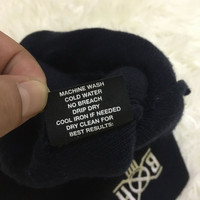 MACHINE WASH
COLD WATER
NO BREACH
DRIP DRY
COOL IRON IF NEEDED
DRY CLEAN FOR
BEST RESULTS: